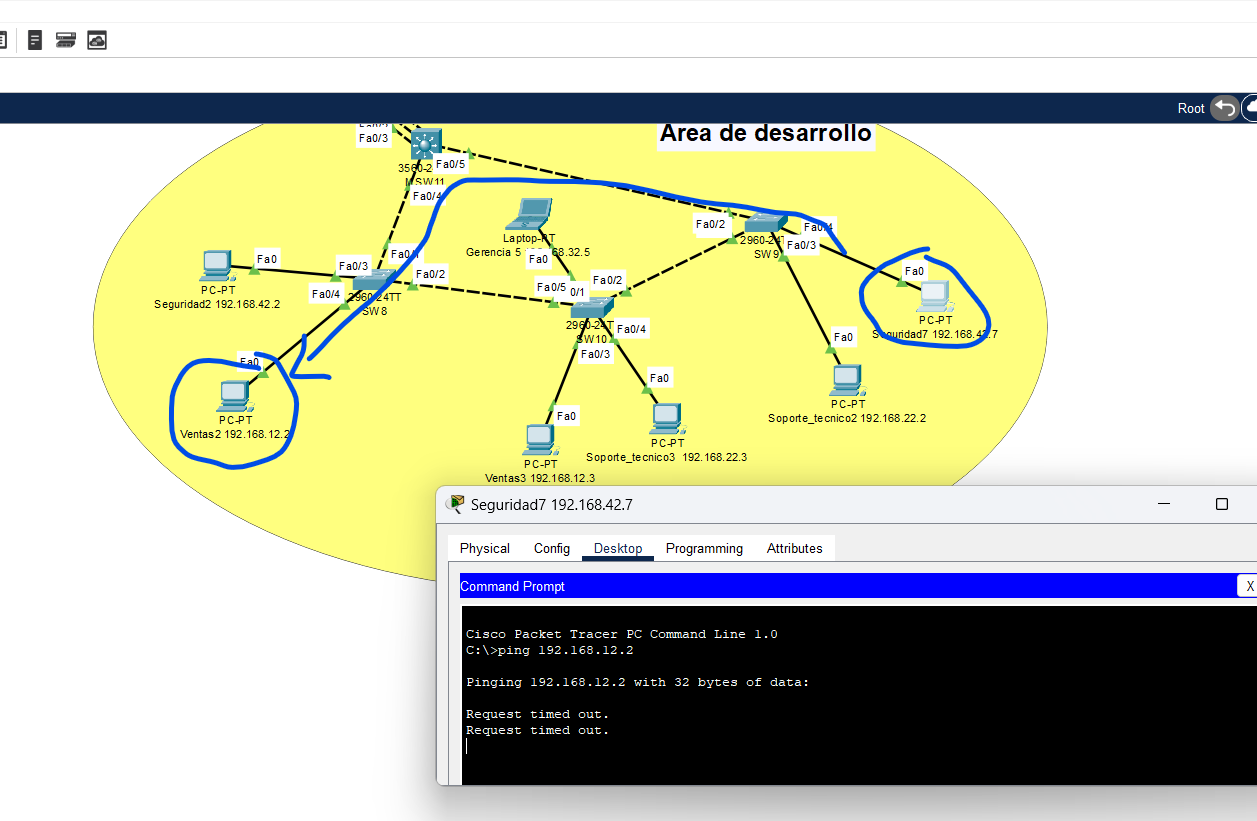 Root
Area de desarrollo
Fa0/3
3560-2
Fa0/5
MSW11
Fa0/4
Laptop-PT
Gerencia 5
68.32.5
Fa0
Fa0/2
Fa0/4
2960-24T
Fa0/3
SW9
Fa0
PC-PT
Seguridad2 192.168.42.2
Fa0/3
Fa0/2
Fa0/4
2960-24TT
SW8
Fa0/5
0/1
Fa0/2
2960-24T
Fa0/4
SW10
Fa0/3
Fa0
PC-PT
Seguridad7 192.168.42.7
Fa0
PC-PT
Ventas2 192.168.12.2
Fa0
PC-PT
Soporte_tecnico2 192.168.22.2
Fa0
PC-PT
Soporte_tecnico3 192.168.22.3
Fa0
PC-PT
Ventas3 192.168.12.3
Seguridad7 192.168.42.7
Physical Config Desktop Programming Attributes
Command Prompt
X
Cisco Packet Tracer PC Command Line 1.0
C:\>ping 192.168.12.2
Pinging 192.168.12.2 with 32 bytes of data:
Request timed out.
Request timed out.